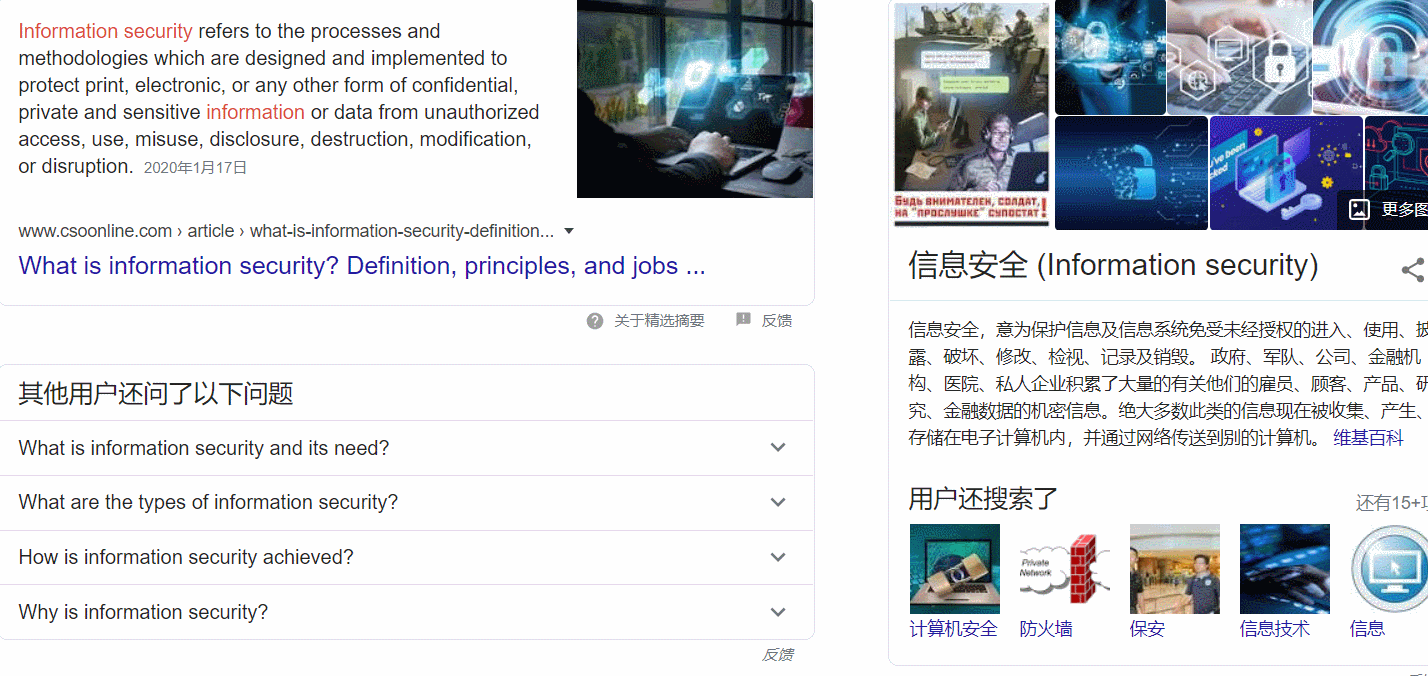 Information security refers to the processes and
methodologies which are designed and implemented to
protect print, electronic, or any other form of confidential,
private and sensitive information or data from unauthorized
access, use, misuse, disclosure, destruction, modification,
or disruption. 2020年1月17日
www.csoonline.com › article › what-is-information-security-definition...
What is information security? Definition, principles, and jobs ...
关于精选摘要
反馈
其他用户还问了以下问题
What is information security and its need?
What are the types of information security?
How is information security achieved?
Why is information security?
反馈
БУДЬ ВНИМАТЕЛЕН, СОЛДАТ,
НА "ПРОСЛУШКЕ" СУПОСТАТ!
更多图
信息安全 (Information security)
信息安全，意为保护信息及信息系统免受未经授权的进入、使用、披
露、破坏、修改、检视、记录及销毁。 政府、军队、公司、金融机
构、医院、私人企业积累了大量的有关他们的雇员、顾客、产品、研
究、金融数据的机密信息。绝大多数此类的信息现在被收集、产生、
存储在电子计算机内，并通过网络传送到别的计算机。 维基百科
用户还搜索了
还有15+
Private
Network
计算机安全
防火墙
保安
信息技术
信息